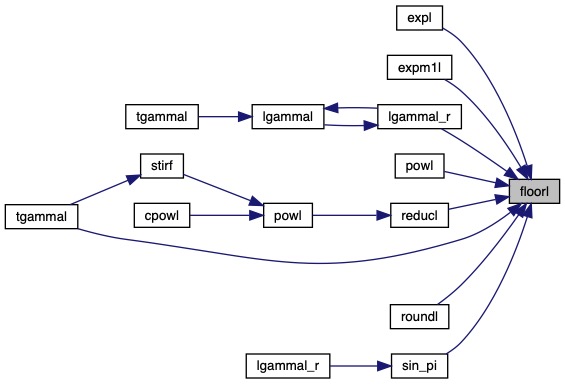 expl
expm1l
tgammal
lgammal
lgammal_r
stirf
powl
floorl
tgammal
cpowl
powl
reducl
roundl
lgammal_r
sin_pi